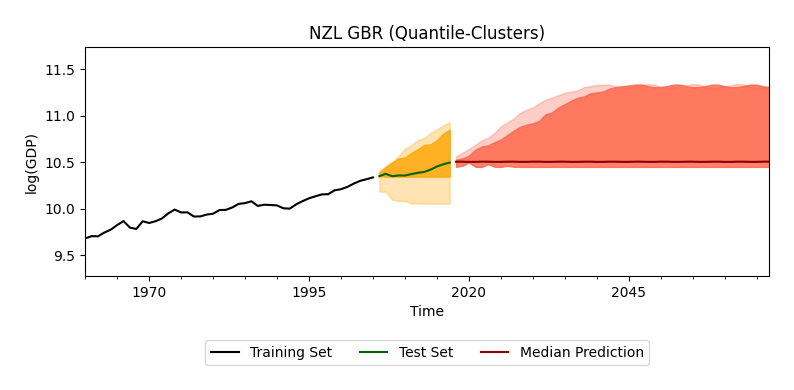 NZL GBR (Quantile-Clusters)
log(GDP)
11.5
11.0
10.5
10.0
9.5
1970 1995 2020 2045
Time
Training Set Test Set Median Prediction